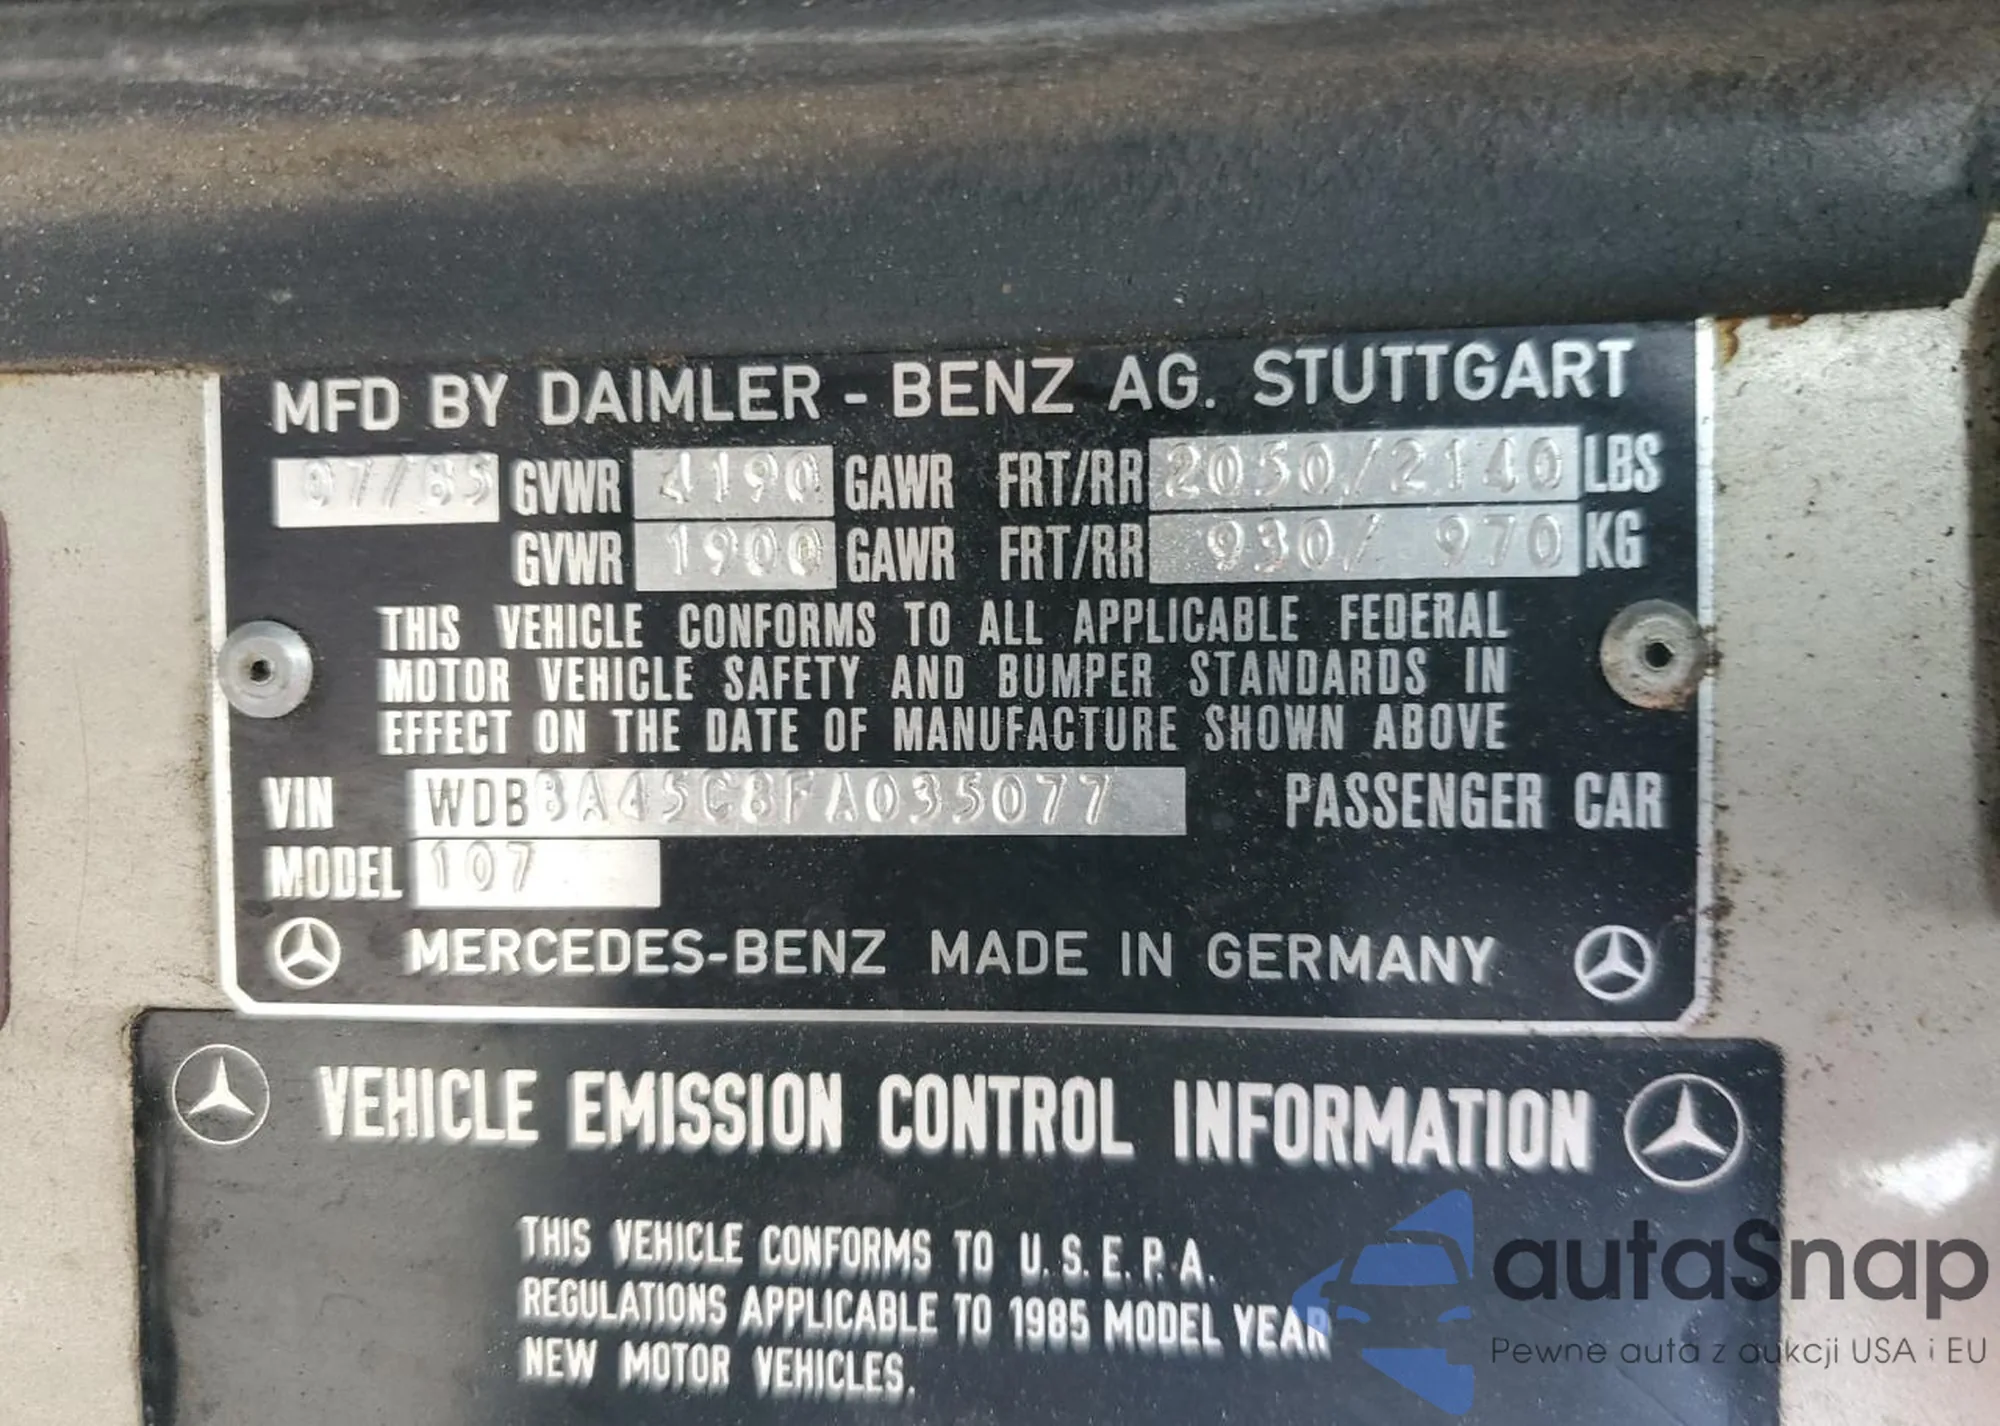 MFD BY DAIMLER - BENZ AG. STUTTGART
07/85 GVWR 4190 GAWR FRT/RR 2050/2140 LBS
GVWR 1900 GAWR FRT/RR 930/ 970 KG
THIS VEHICLE CONFORMS TO ALL APPLICABLE FEDERAL
MOTOR VEHICLE SAFETY AND BUMPER STANDARDS IN
EFFECT ON THE DATE OF MANUFACTURE SHOWN ABOVE
VIN WDBBA45C8FA035077 PASSENGER CAR
MODEL 107
MERCEDES-BENZ MADE IN GERMANY
VEHICLE EMISSION CONTROL INFORMATION
THIS VEHICLE CONFORMS TO U.S.E.P.A.
REGULATIONS APPLICABLE TO 1985 MODEL YEAR
NEW MOTOR VEHICLES.
autaSnap
Pewne auta z aukcji USA i EU